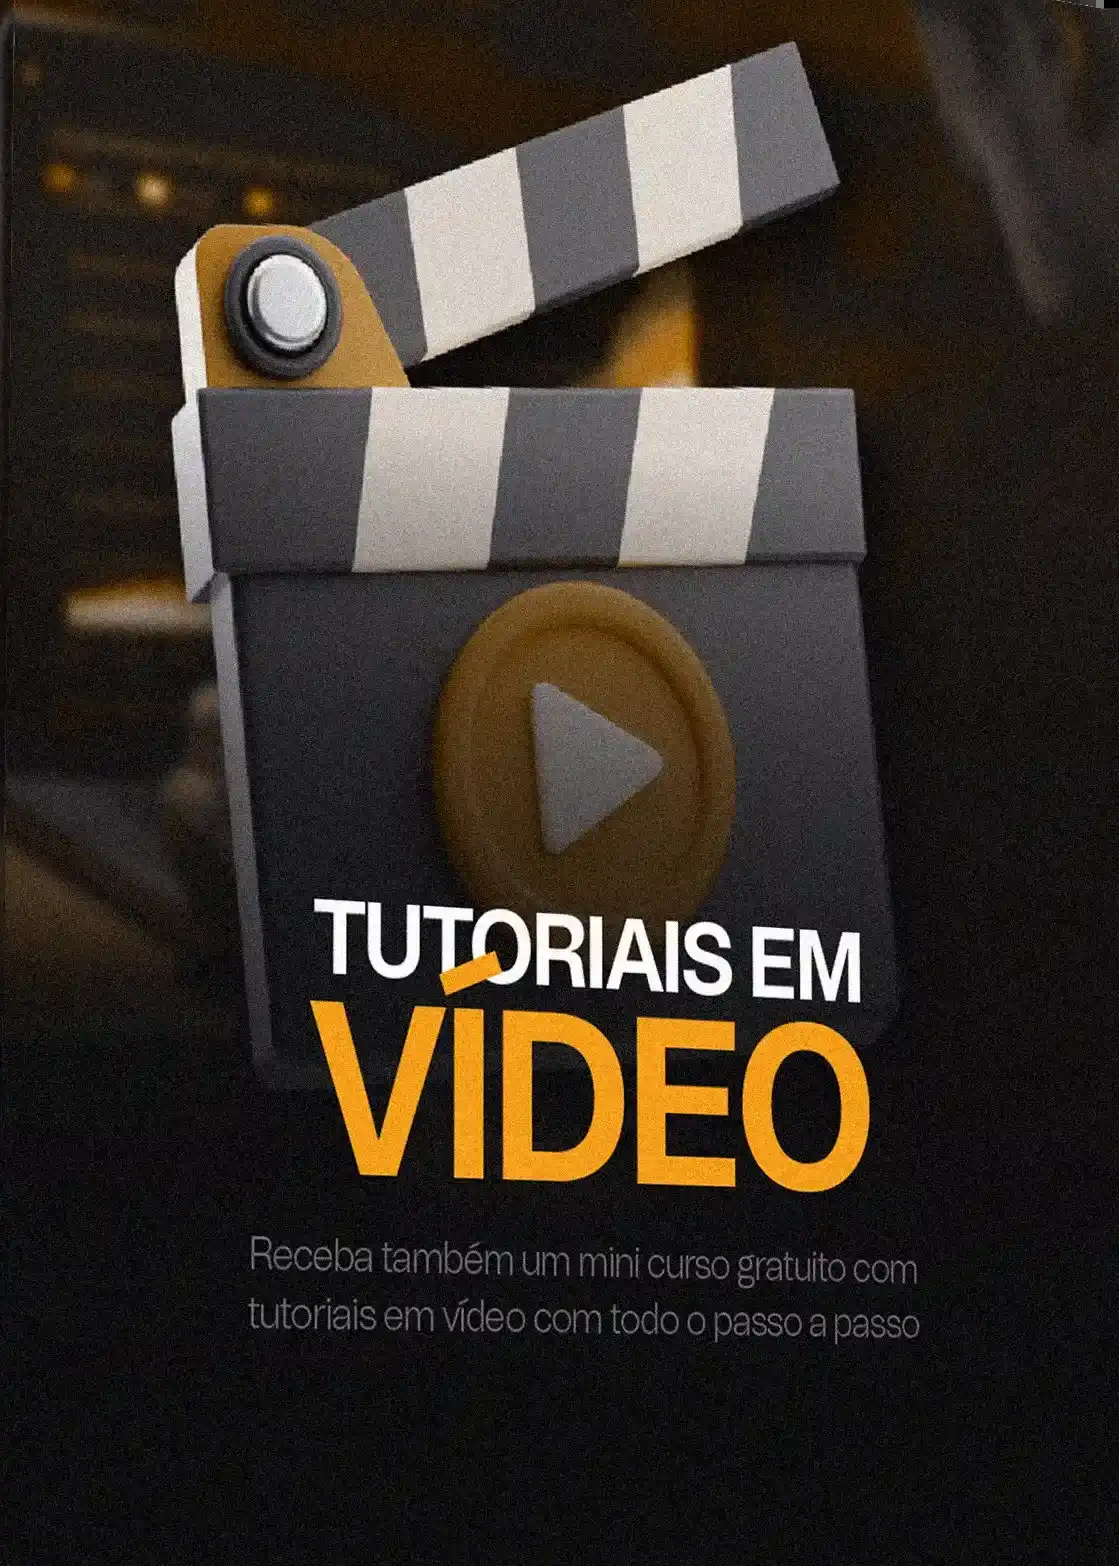 TUTORIAIS EM
VÍDEO
Receba também um mini curso gratuito com
tutoriais em vídeo com todo o passo a passo